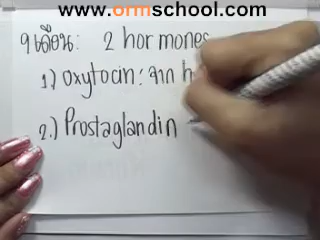 www.ormschool.com
9 เดือน: 2 hormones
1.) oxytocin: จาก h
2.) Prostaglandin